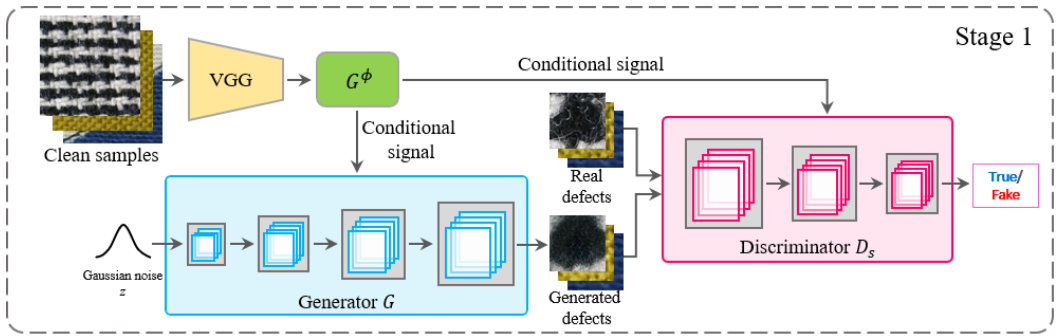 Stage 1
VGG
G^ϕ
Conditional signal
Clean samples
Conditional
signal
Real
defects
True/
Fake
Gaussian noise
z
Generator G
Generated
defects
Discriminator D_s